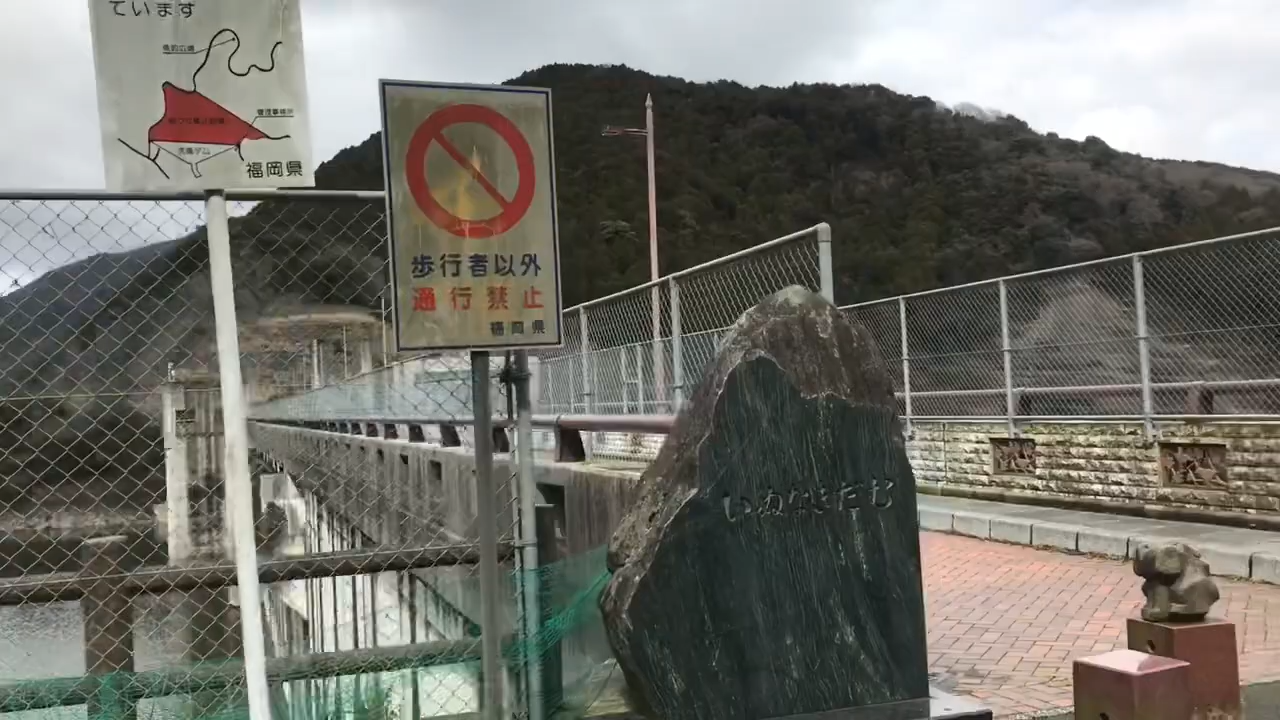 ています
福岡県
歩行者以外
通行禁止
福岡県
いぬなきだむ